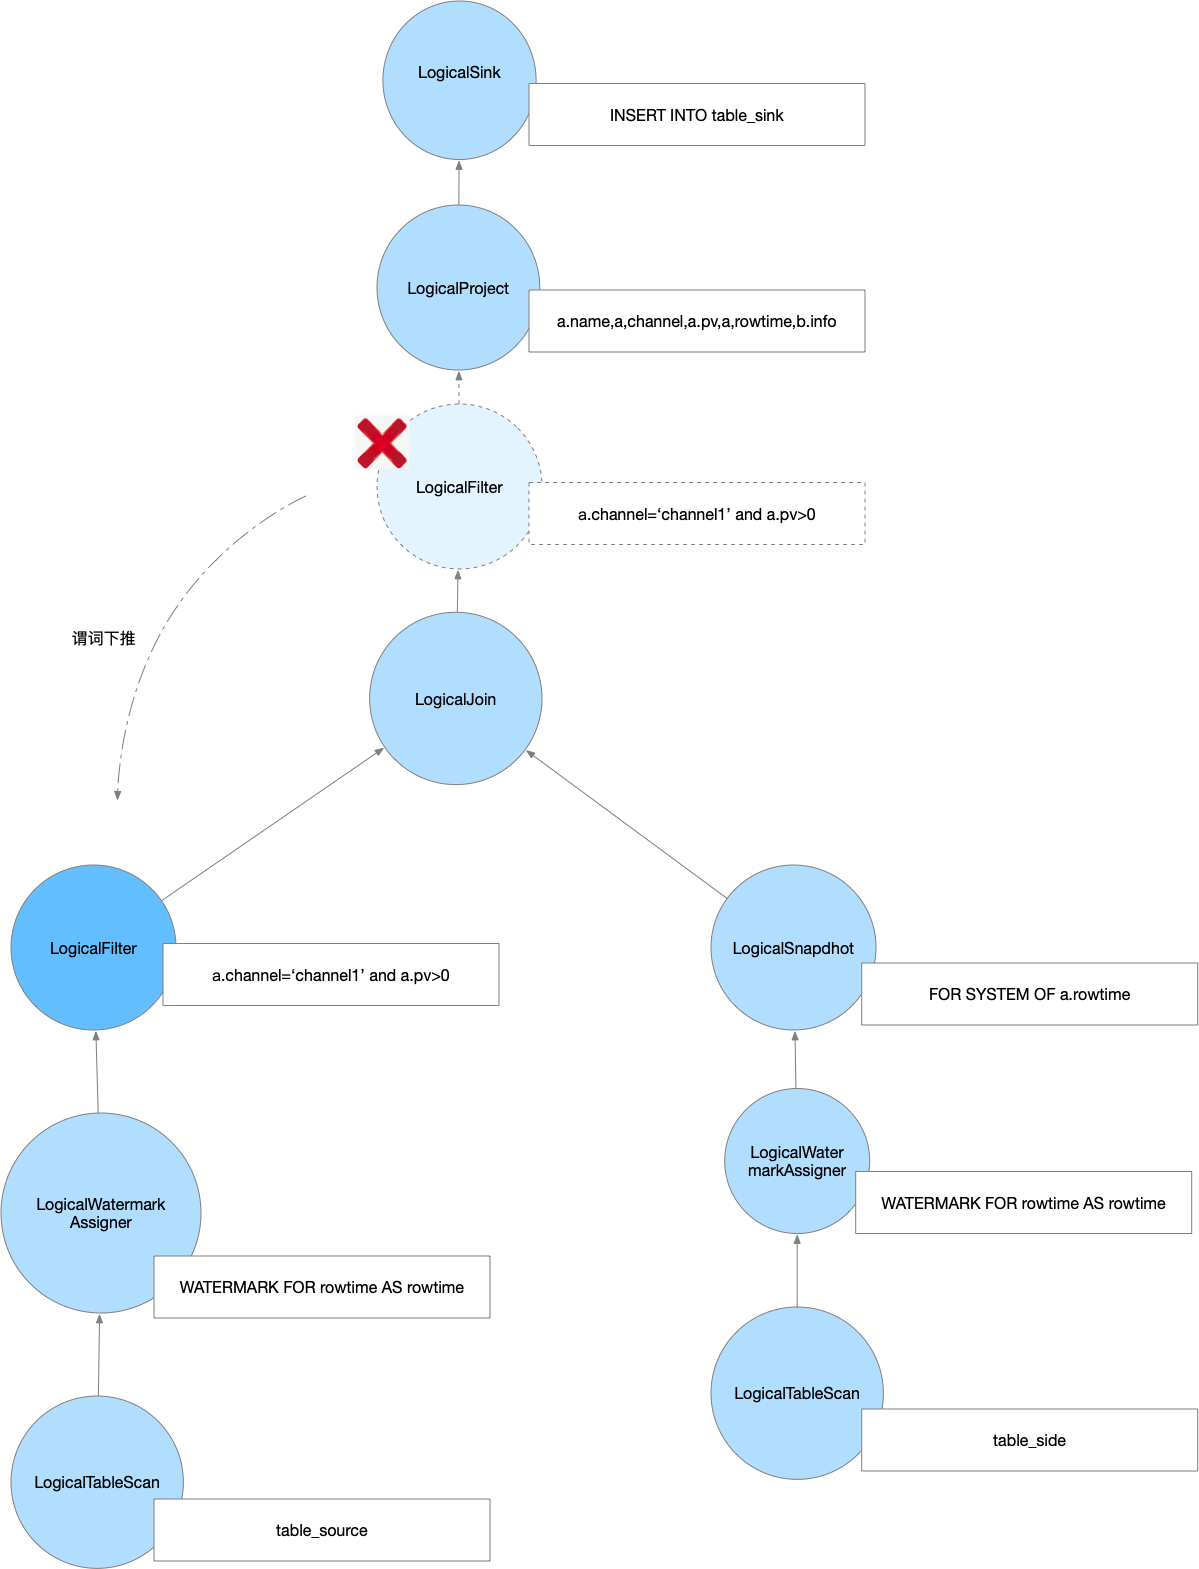 LogicalSink
INSERT INTO table_sink
LogicalProject
a.name,a,channel,a.pv,a,rowtime,b.info
LogicalFilter
a.channel=‘channel1’ and a.pv>0
谓词下推
LogicalJoin
LogicalFilter
a.channel=‘channel1’ and a.pv>0
LogicalSnapdhot
FOR SYSTEM OF a.rowtime
LogicalWatermark
Assigner
WATERMARK FOR rowtime AS rowtime
LogicalWater
markAssigner
WATERMARK FOR rowtime AS rowtime
LogicalTableScan
table_source
LogicalTableScan
table_side